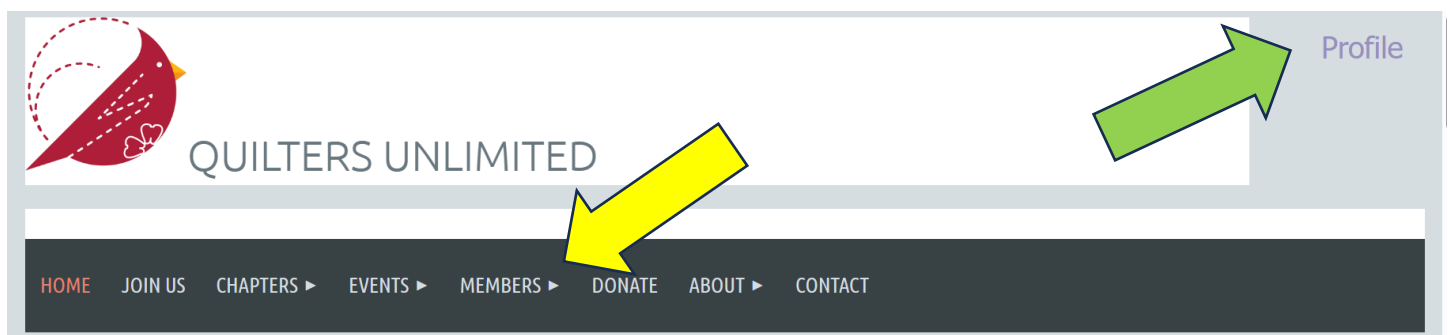 Profile
QUILTERS UNLIMITED
HOME JOIN US CHAPTERS ► EVENTS ► MEMBERS ► DONATE ABOUT ► CONTACT